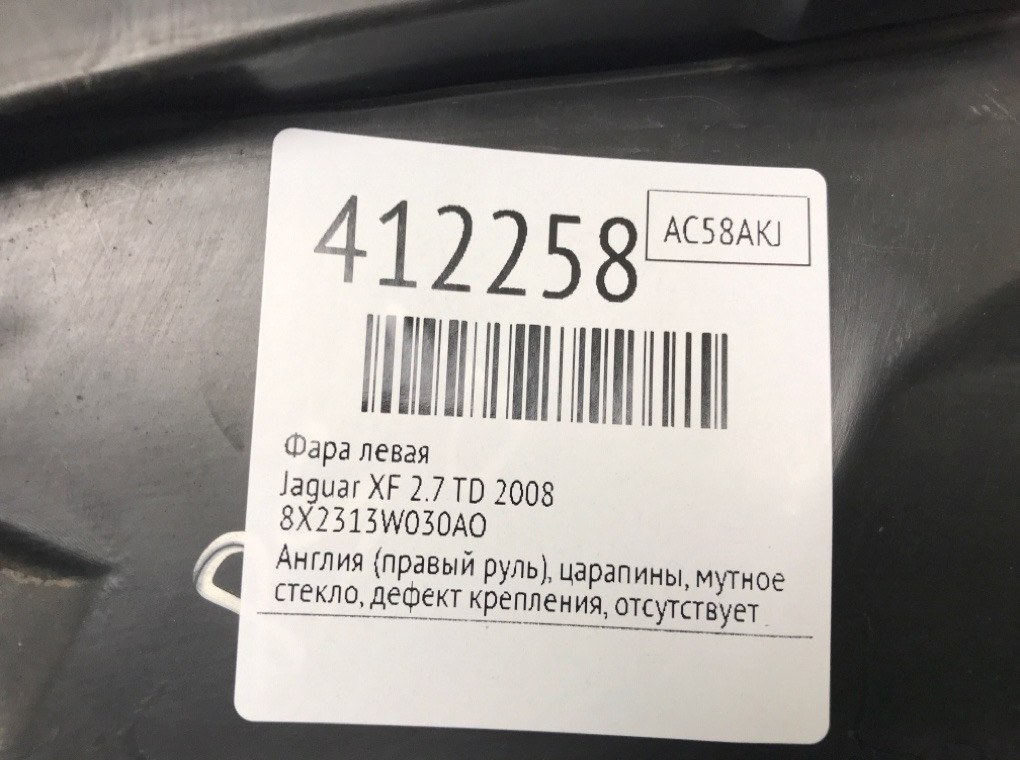 412258
AC58AKJ
Фара левая
Jaguar XF 2.7 TD 2008
8X2313W030AO
Англия (правый руль), царапины, мутное
стекло, дефект крепления, отсутствует